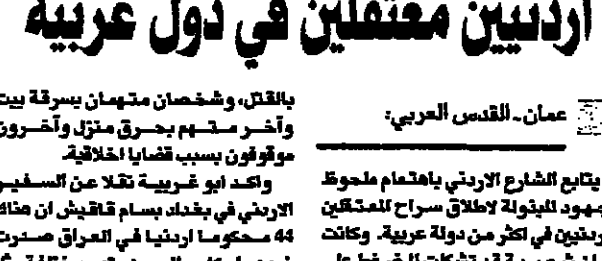 أردنيين معتقلين في دول عربية
عمان ـ القدس العربي:
يتابع الشارع الاردني باهتمام ملحوظ
جهود المبذولة لاطلاق سراح المعتقلين
ردنيين في اكثر من دولة عربية. وكانت
بالقتل، وشخصان متهمان بسرقة بيت
وآخر متهم بحرق منزل وآخرون
موقوفون بسبب قضايا اخلاقية.
واكد ابو غريبة نقلا عن السفير
الاردني في بغداد بسام قاقيش ان هناك
44 محكوما اردنيا في العراق صدرت